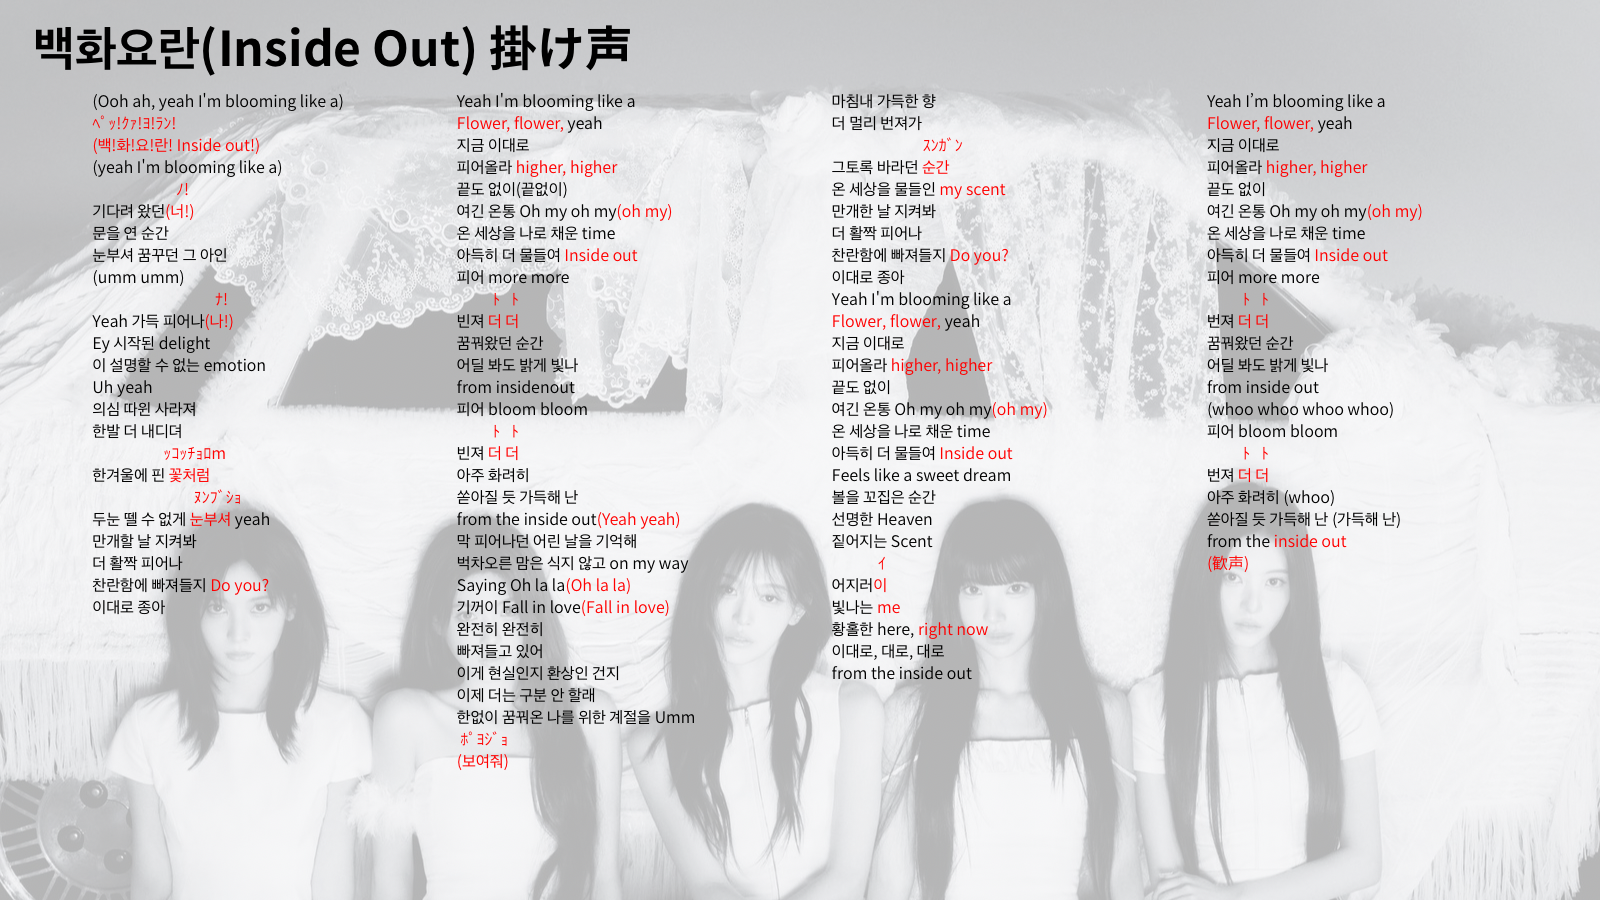 백화요란(Inside Out) 掛け声
(Ooh ah, yeah I'm blooming like a)
ﾍﾟｯ!ｸｧ!ﾖ!ﾗﾝ!
(백!화!요!란! Inside out!)
(yeah I'm blooming like a)
ﾉ!
기다려 왔던(너!)
문을 연 순간
눈부셔 꿈꾸던 그 아인
(umm umm)
ﾅ!
Yeah 가득 피어나(나!)
Ey 시작된 delight
이 설명할 수 없는 emotion
Uh yeah
의심 따윈 사라져
한발 더 내디뎌
ｯｺｯﾁｮﾛm
한겨울에 핀 꽃처럼
ﾇﾝﾌﾞｼｮ
두눈 뗄 수 없게 눈부셔 yeah
만개할 날 지켜봐
더 활짝 피어나
찬란함에 빠져들지 Do you?
이대로 종아
Yeah I'm blooming like a
Flower, flower, yeah
지금 이대로
피어올라 higher, higher
끝도 없이(끝없이)
여긴 온통 Oh my oh my(oh my)
온 세상을 나로 채운 time
아득히 더 물들여 Inside out
피어 more more
ﾄ ﾄ
빈져 더 더
꿈꿔왔던 순간
어딜 봐도 밝게 빛나
from insidenout
피어 bloom bloom
ﾄ ﾄ
빈져 더 더
아주 화려히
쏟아질 듯 가득해 난
from the inside out(Yeah yeah)
막 피어나던 어린 날을 기억해
벅차오른 맘은 식지 않고 on my way
Saying Oh la la(Oh la la)
기꺼이 Fall in love(Fall in love)
완전히 완전히
빠져들고 있어
이게 현실인지 환상인 건지
이제 더는 구분 안 할래
한없이 꿈꿔온 나를 위한 계절을 Umm
ﾎﾟﾖｼﾞｮ
(보여줘)
마침내 가득한 향
더 멀리 번져가
ｽﾝｶﾞﾝ
그토록 바라던 순간
온 세상을 물들인 my scent
만개한 날 지켜봐
더 활짝 피어나
찬란함에 빠져들지 Do you?
이대로 종아
Yeah I'm blooming like a
Flower, flower, yeah
지금 이대로
피어올라 higher, higher
끝도 없이
여긴 온통 Oh my oh my(oh my)
온 세상을 나로 채운 time
아득히 더 물들여 Inside out
Feels like a sweet dream
볼을 꼬집은 순간
선명한 Heaven
짙어지는 Scent
ｲ
어지러이
빛나는 me
황홀한 here, right now
이대로, 대로, 대로
from the inside out
Yeah I’m blooming like a
Flower, flower, yeah
지금 이대로
피어올라 higher, higher
끝도 없이
여긴 온통 Oh my oh my(oh my)
온 세상을 나로 채운 time
아득히 더 물들여 Inside out
피어 more more
ﾄ ﾄ
번져 더 더
꿈꿔왔던 순간
어딜 봐도 밝게 빛나
from inside out
(whoo whoo whoo whoo)
피어 bloom bloom
ﾄ ﾄ
번져 더 더
아주 화려히 (whoo)
쏟아질 듯 가득해 난 (가득해 난)
from the inside out
(歓声)